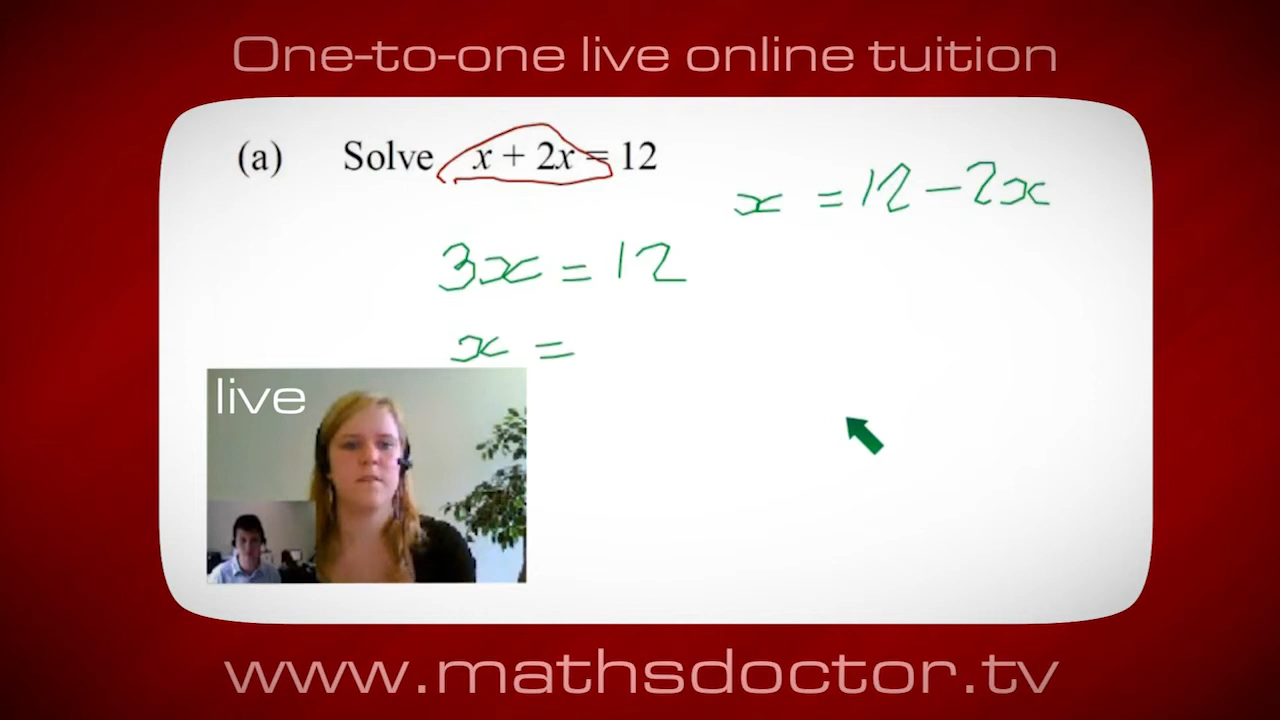 One-to-one live online tuition
(a) Solve x + 2x = 12
x = 12 - 2x
3x = 12
x =
live
www.mathsdoctor.tv